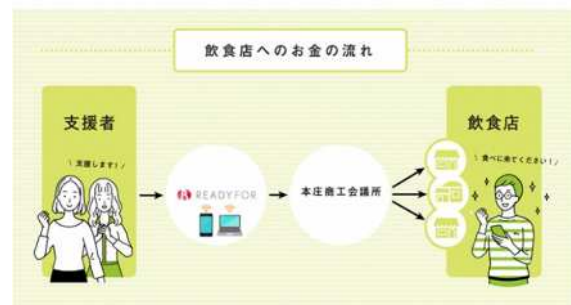 飲食店へのお金の流れ
支援者
\ 支援します! /
READYFOR
本庄商工会議所
飲食店
\ 食べに来てください! /